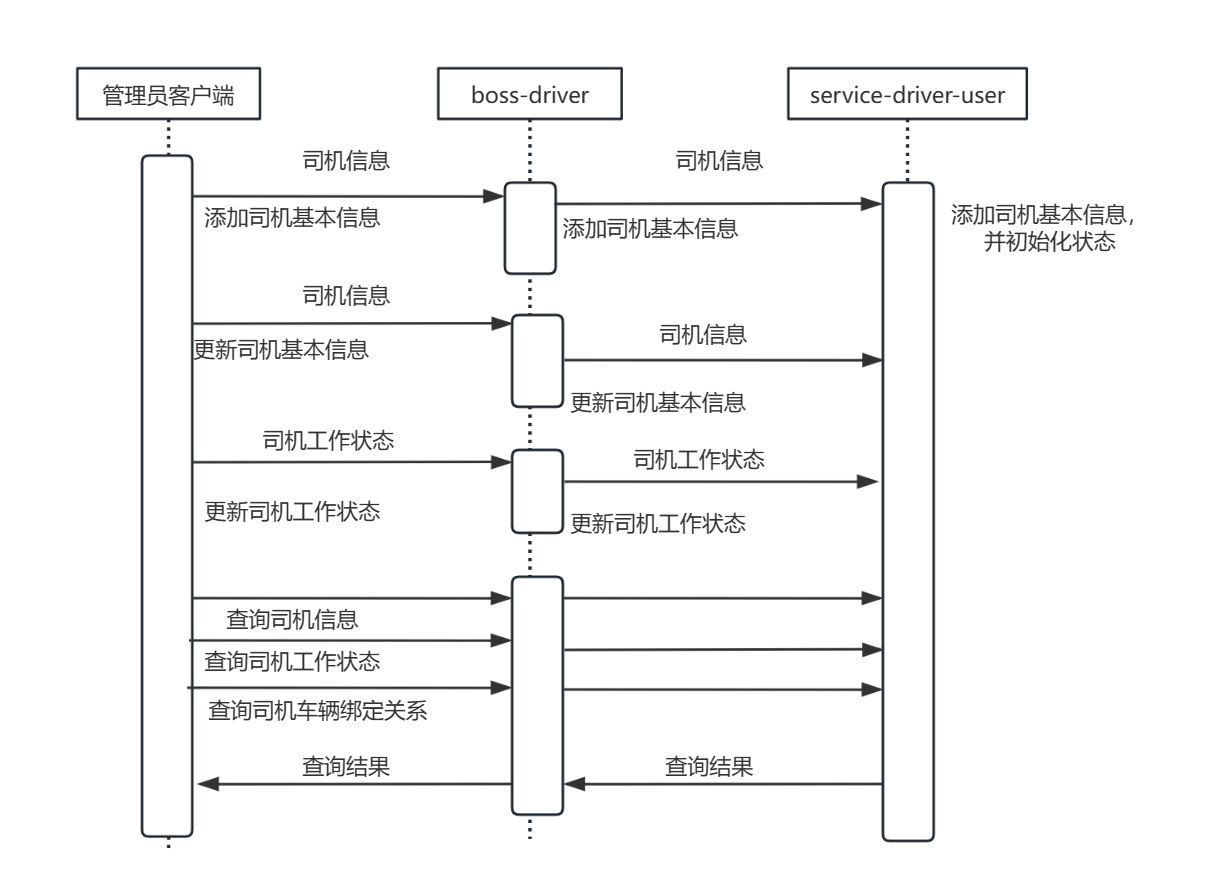 管理员客户端
boss-driver
service-driver-user
司机信息
司机信息
添加司机基本信息
添加司机基本信息
添加司机基本信息，
并初始化状态
司机信息
司机信息
更新司机基本信息
更新司机基本信息
司机工作状态
司机工作状态
更新司机工作状态
更新司机工作状态
查询司机信息
查询司机工作状态
查询司机车辆绑定关系
查询结果
查询结果